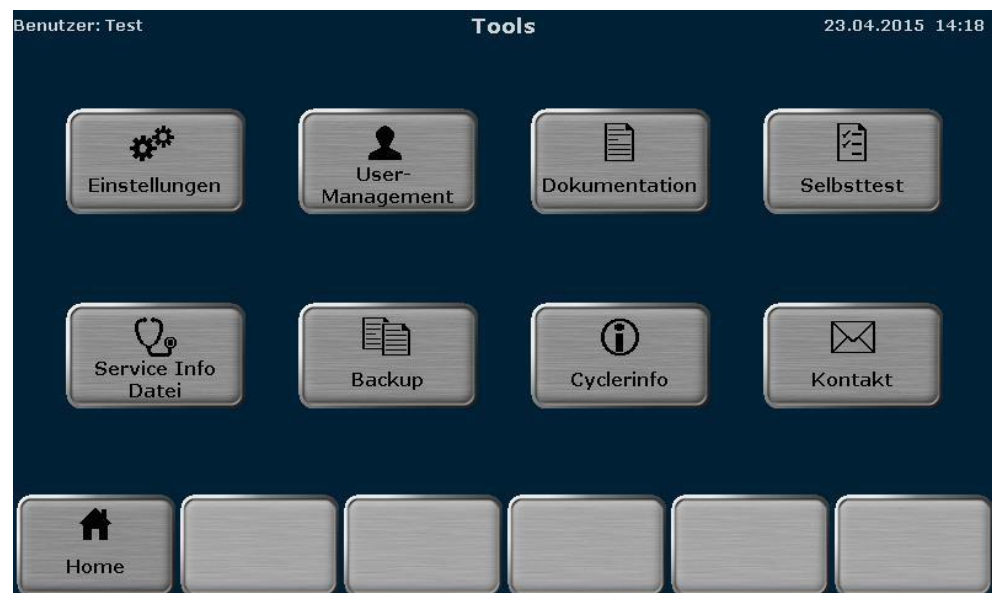 Benutzer: Test
Tools
23.04.2015 14:18
Einstellungen
User-
Management
Dokumentation
Selbsttest
Service Info
Datei
Backup
Cyclerinfo
Kontakt
Home